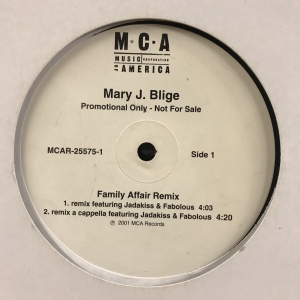 M·C·A
MUSIC CORPORATION
OF AMERICA
Mary J. Blige
Promotional Only - Not For Sale
MCAR-25575-1 Side 1
Family Affair Remix
1. remix featuring Jadakiss & Fabolous 4:03
2. remix a cappella featuring Jadakiss & Fabolous 4:20
℗ 2001 MCA Records